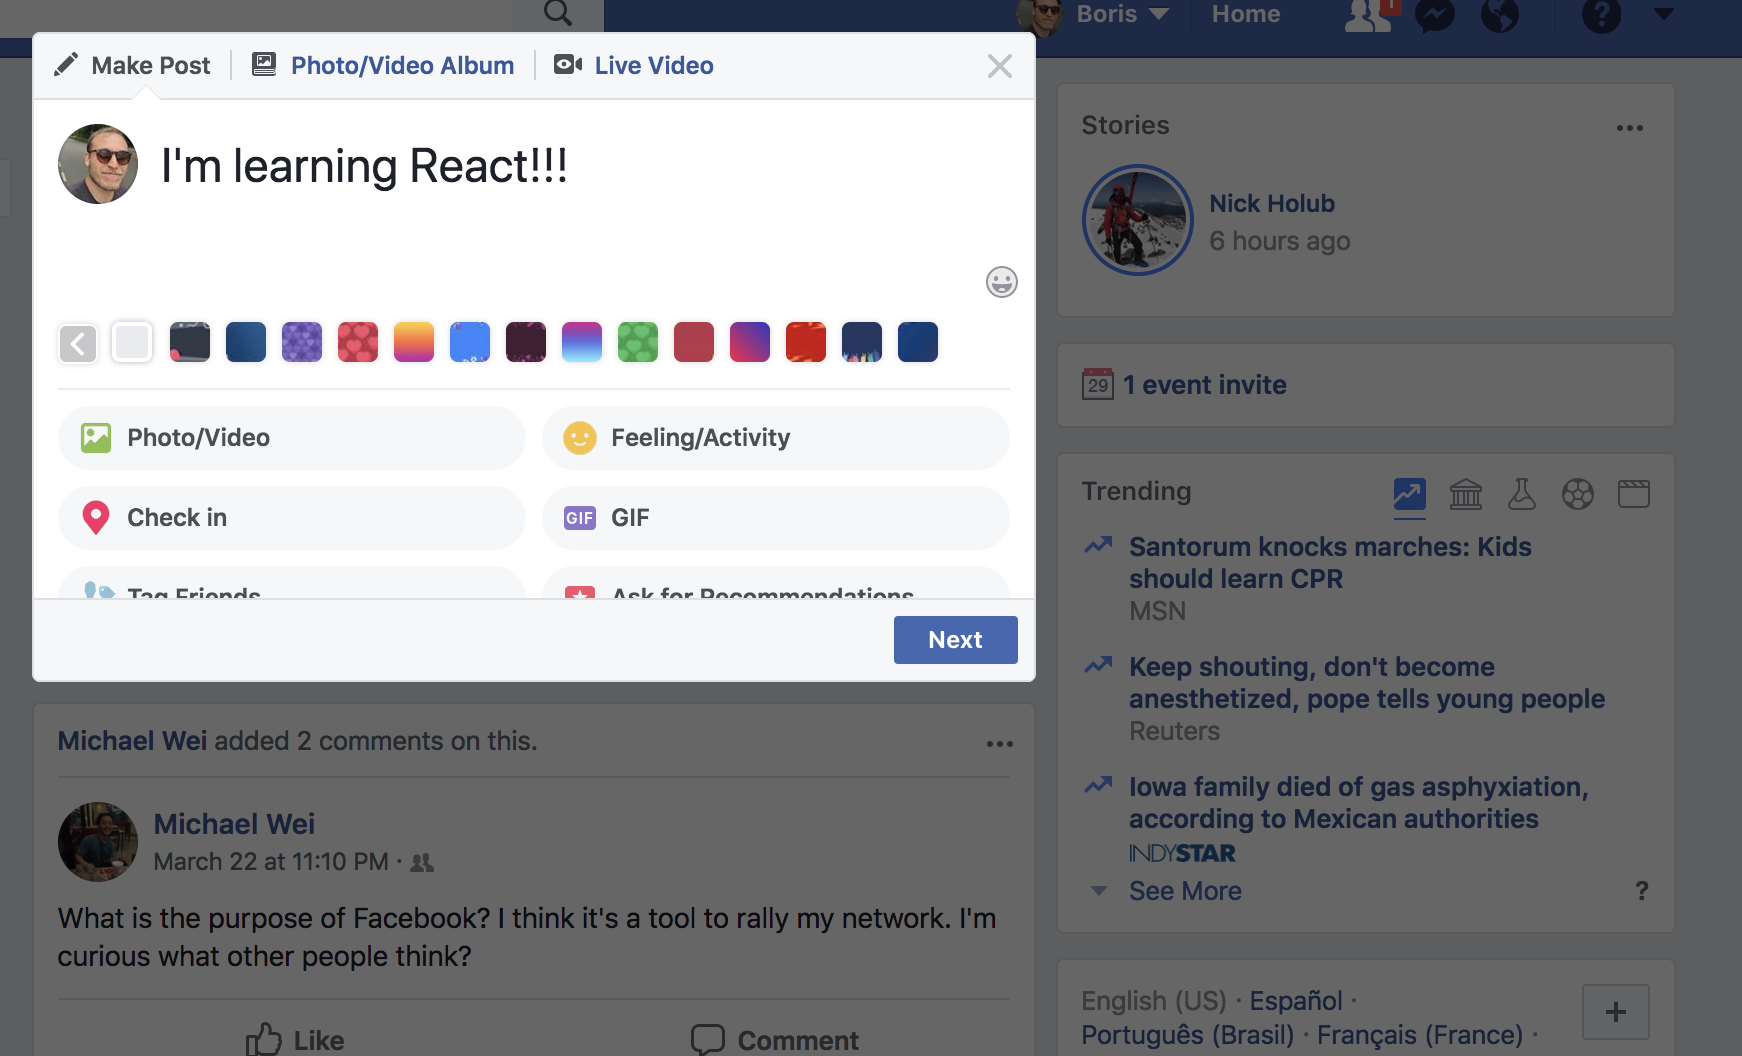 Boris
Home
1
?
Make Post
Photo/Video Album
Live Video
I'm learning React!!!
Photo/Video
Feeling/Activity
Check in
GIF GIF
Tag Friends
Ask for Recommendations
Next
Michael Wei added 2 comments on this.
Michael Wei
March 22 at 11:10 PM ·
What is the purpose of Facebook? I think it's a tool to rally my network. I'm
curious what other people think?
Like
Comment
Stories
Nick Holub
6 hours ago
29 1 event invite
Trending
Santorum knocks marches: Kids
should learn CPR
MSN
Keep shouting, don't become
anesthetized, pope tells young people
Reuters
Iowa family died of gas asphyxiation,
according to Mexican authorities
INDYSTAR
See More
?
English (US) · Español ·
Português (Brasil) · Français (France) ·
+